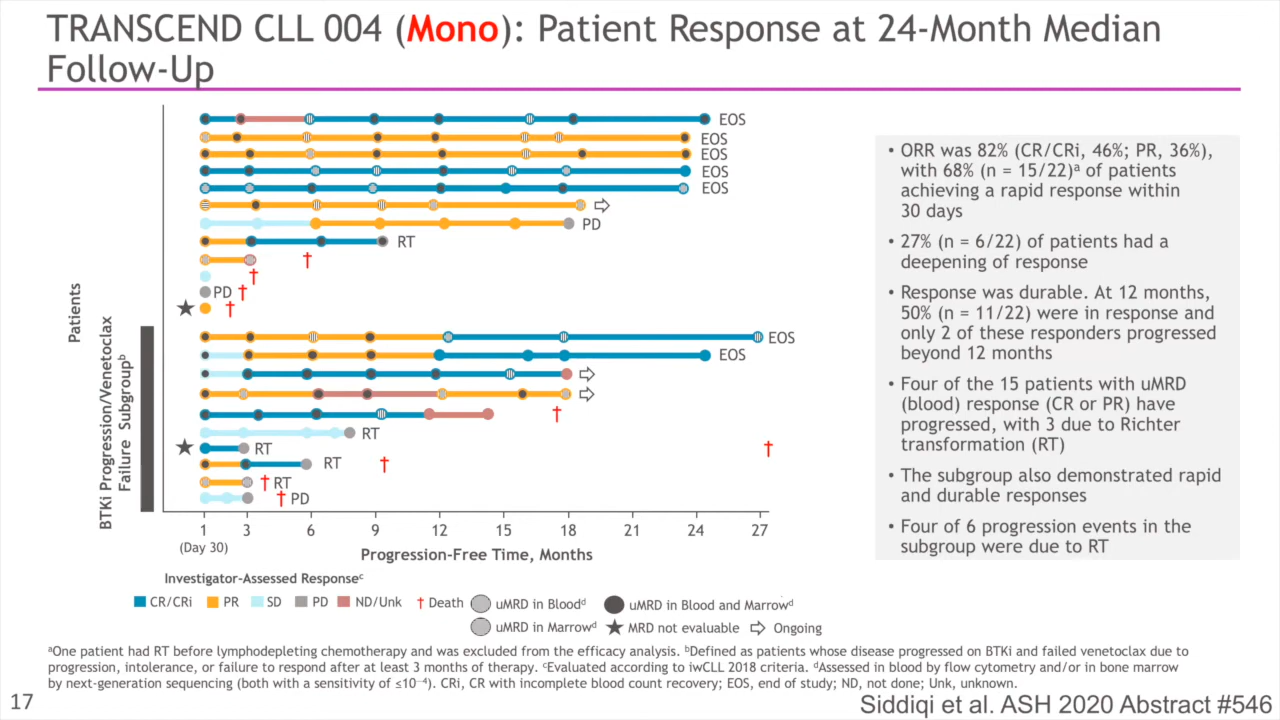 TRANSCEND CLL 004 (Mono): Patient Response at 24-Month Median
Follow-Up
EOS
EOS
EOS
EOS
EOS
PD
RT
PD
EOS
EOS
RT
RT
RT
RT
PD
Patients
BTKi Progression/Venetoclax
Failure Subgroupᵇ
1 3 6 9 12 15 18 21 24 27
(Day 30)
Progression-Free Time, Months
Investigator-Assessed Responseᶜ
CR/CRi PR SD PD ND/Unk † Death uMRD in Bloodᵈ uMRD in Blood and Marrowᵈ
uMRD in Marrowᵈ ★ MRD not evaluable Ongoing
• ORR was 82% (CR/CRi, 46%; PR, 36%),
with 68% (n = 15/22)ᵃ of patients
achieving a rapid response within
30 days
• 27% (n = 6/22) of patients had a
deepening of response
• Response was durable. At 12 months,
50% (n = 11/22) were in response and
only 2 of these responders progressed
beyond 12 months
• Four of the 15 patients with uMRD
(blood) response (CR or PR) have
progressed, with 3 due to Richter
transformation (RT)
• The subgroup also demonstrated rapid
and durable responses
• Four of 6 progression events in the
subgroup were due to RT
ᵃOne patient had RT before lymphodepleting chemotherapy and was excluded from the efficacy analysis. ᵇDefined as patients whose disease progressed on BTKi and failed venetoclax due to
progression, intolerance, or failure to respond after at least 3 months of therapy. ᶜEvaluated according to iwCLL 2018 criteria. ᵈAssessed in blood by flow cytometry and/or in bone marrow
by next-generation sequencing (both with a sensitivity of ≤10⁻⁴). CRi, CR with incomplete blood count recovery; EOS, end of study; ND, not done; Unk, unknown.
17
Siddiqi et al. ASH 2020 Abstract #546